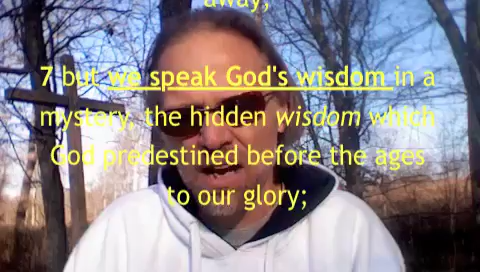 away;
7 but we speak God's wisdom in a
mystery, the hidden wisdom which
God predestined before the ages
to our glory;